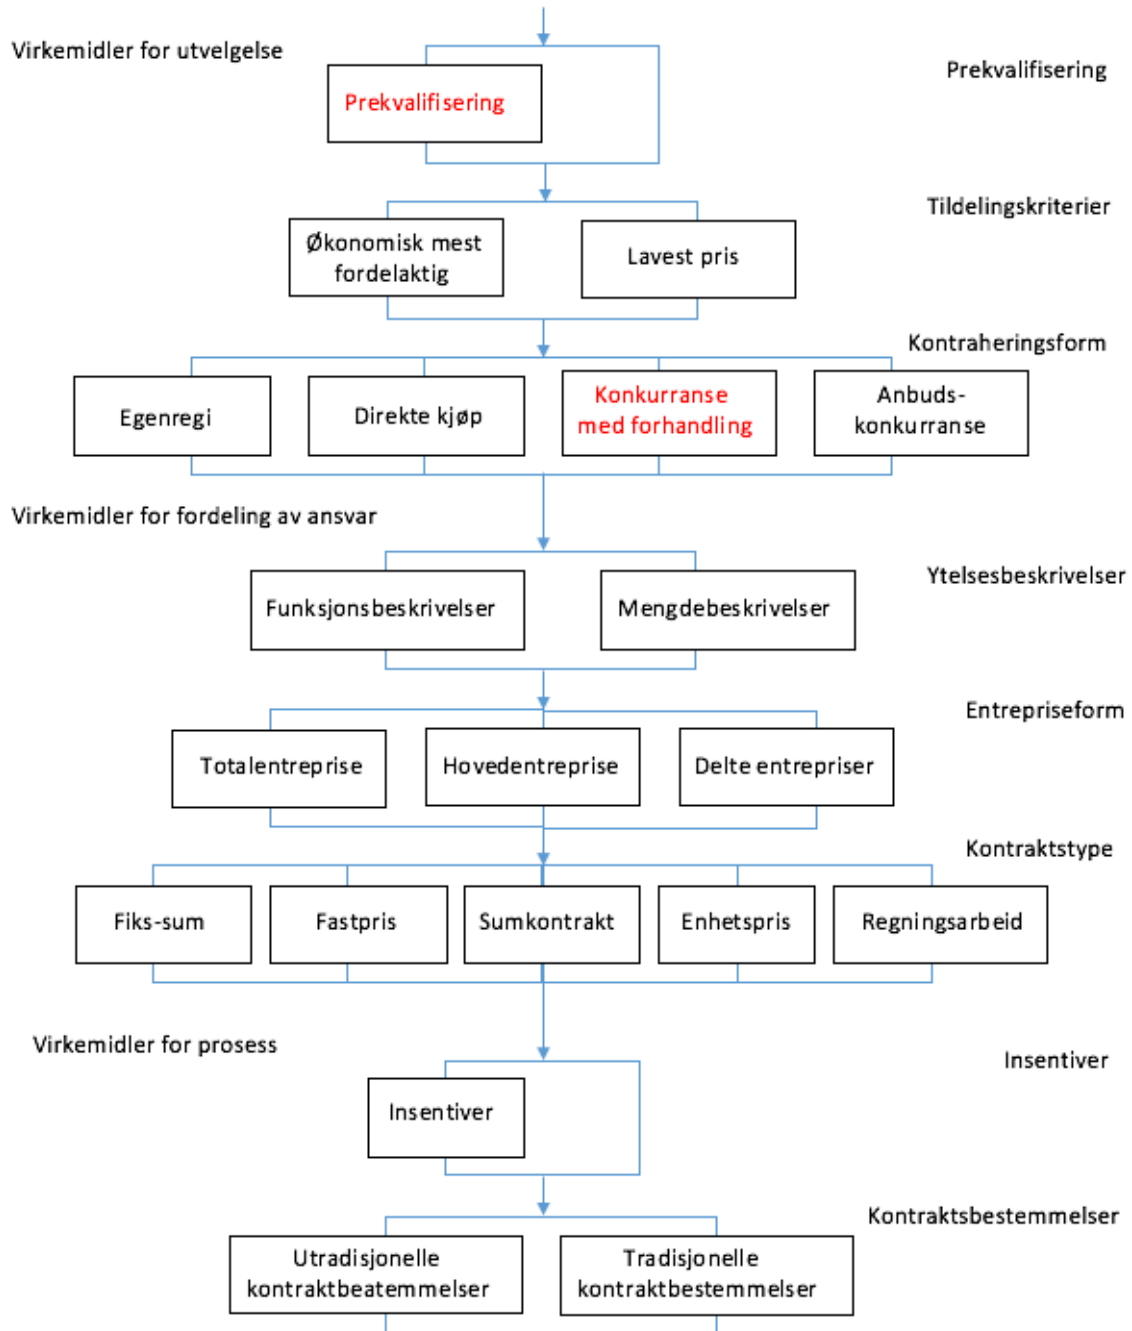 Virkemidler for utvelgelse
Prekvalifisering
Prekvalifisering
Tildelingskriterier
Økonomisk mest
fordelaktig
Lavest pris
Kontraheringsform
Egenregi
Direkte kjøp
Konkurranse
med forhandling
Anbuds-
konkurranse
Virkemidler for fordeling av ansvar
Ytelsesbeskrivelser
Funksjonsbeskrivelser
Mengdebeskrivelser
Entrepriseform
Totalentreprise
Hovedentreprise
Delte entrepriser
Kontraktstype
Fiks-sum
Fastpris
Sumkontrakt
Enhetspris
Regningsarbeid
Virkemidler for prosess
Insentiver
Insentiver
Kontraktsbestemmelser
Utradisjonelle
kontraktbeatemmelser
Tradisjonelle
kontraktbestemmelser